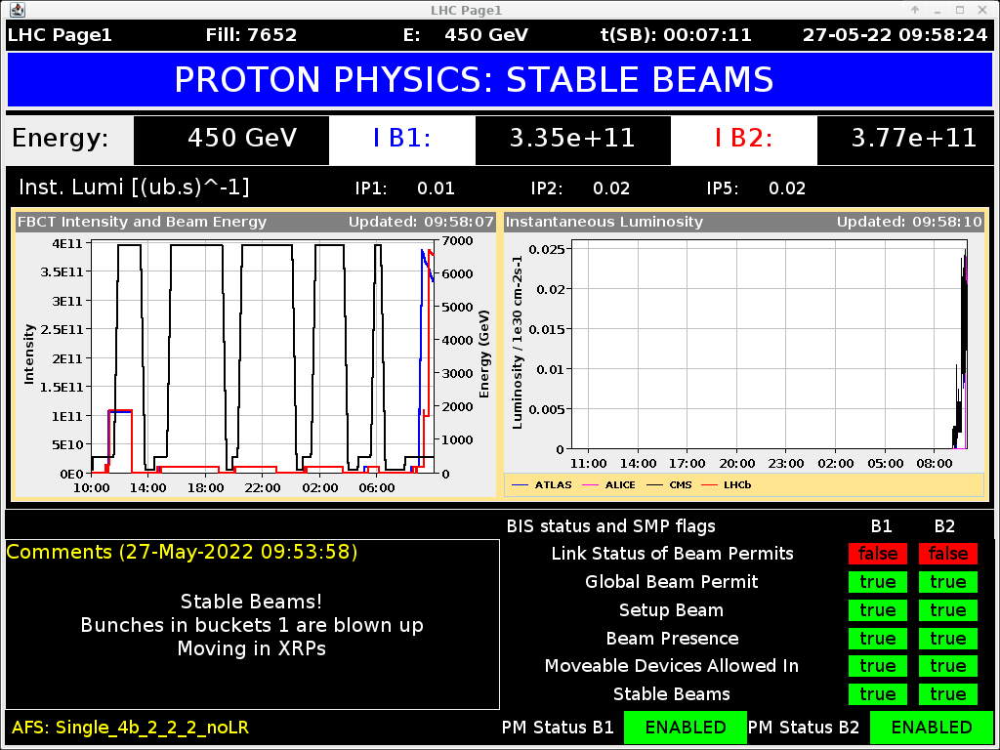 LHC Page1
LHC Page1 Fill: 7652 E: 450 GeV t(SB): 00:07:11 27-05-22 09:58:24
PROTON PHYSICS: STABLE BEAMS
Energy: 450 GeV I B1: 3.35e+11 I B2: 3.77e+11
Inst. Lumi [(ub.s)^-1] IP1: 0.01 IP2: 0.02 IP5: 0.02
FBCT Intensity and Beam Energy Updated: 09:58:07
4E11
3.5E11
3E11
2.5E11
2E11
1.5E11
1E11
5E10
0E0
Intensity
7000
6000
5000
4000
3000
2000
1000
0
Energy (GeV)
10:00 14:00 18:00 22:00 02:00 06:00
Instantaneous Luminosity Updated: 09:58:10
0.025
0.02
0.015
0.01
0.005
0
Luminosity / 1e30 cm-2s-1
11:00 14:00 17:00 20:00 23:00 02:00 05:00 08:00
ATLAS ALICE CMS LHCb
Comments (27-May-2022 09:53:58)
Stable Beams!
Bunches in buckets 1 are blown up
Moving in XRPs
BIS status and SMP flags B1 B2
Link Status of Beam Permits false false
Global Beam Permit true true
Setup Beam true true
Beam Presence true true
Moveable Devices Allowed In true true
Stable Beams true true
AFS: Single_4b_2_2_2_noLR
PM Status B1 ENABLED PM Status B2 ENABLED